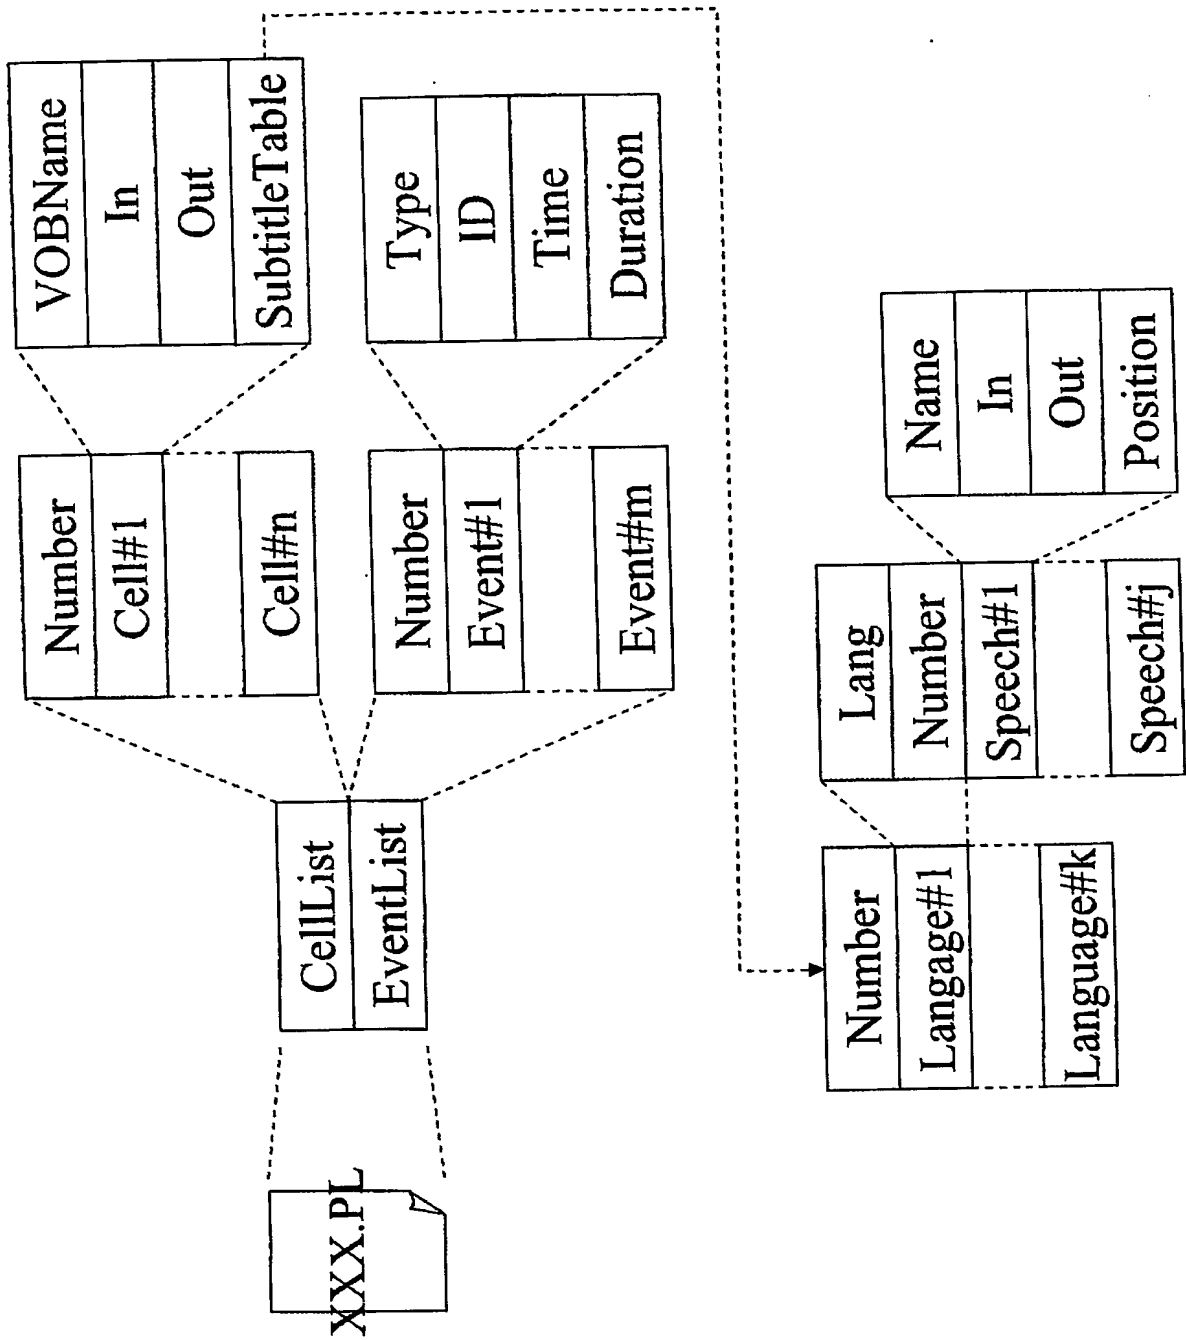 XXX.PL
CellList
EventList
Number
Cell#1
Cell#n
Number
Event#1
Event#m
VOBName
In
Out
SubtitleTable
Type
ID
Time
Duration
Number
Langage#1
Language#k
Lang
Number
Speech#1
Speech#j
Name
In
Out
Position